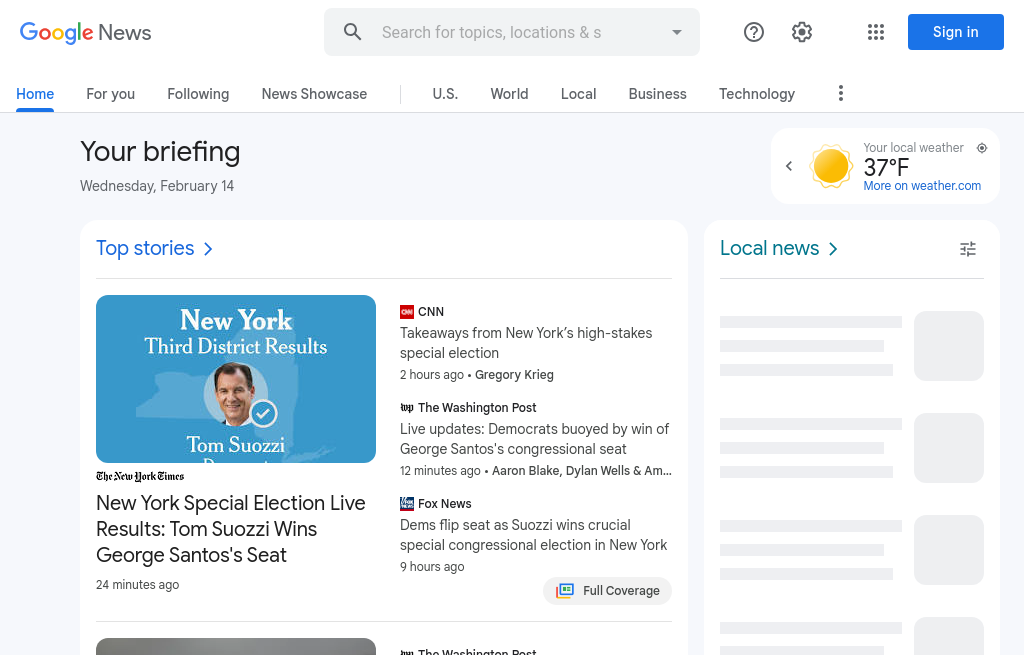 Google News
Search for topics, locations & s
Sign in
Home
For you
Following
News Showcase
U.S.
World
Local
Business
Technology
Your briefing
Wednesday, February 14
Your local weather
37°F
More on weather.com
Top stories
New York
Third District Results
Tom Suozzi
The New York Times
New York Special Election Live
Results: Tom Suozzi Wins
George Santos's Seat
24 minutes ago
CNN
CNN
Takeaways from New York’s high-stakes
special election
2 hours ago • Gregory Krieg
wp The Washington Post
Live updates: Democrats buoyed by win of
George Santos's congressional seat
12 minutes ago • Aaron Blake, Dylan Wells & Am...
Fox News
Dems flip seat as Suozzi wins crucial
special congressional election in New York
9 hours ago
Full Coverage
wp The Washington Post
Local news